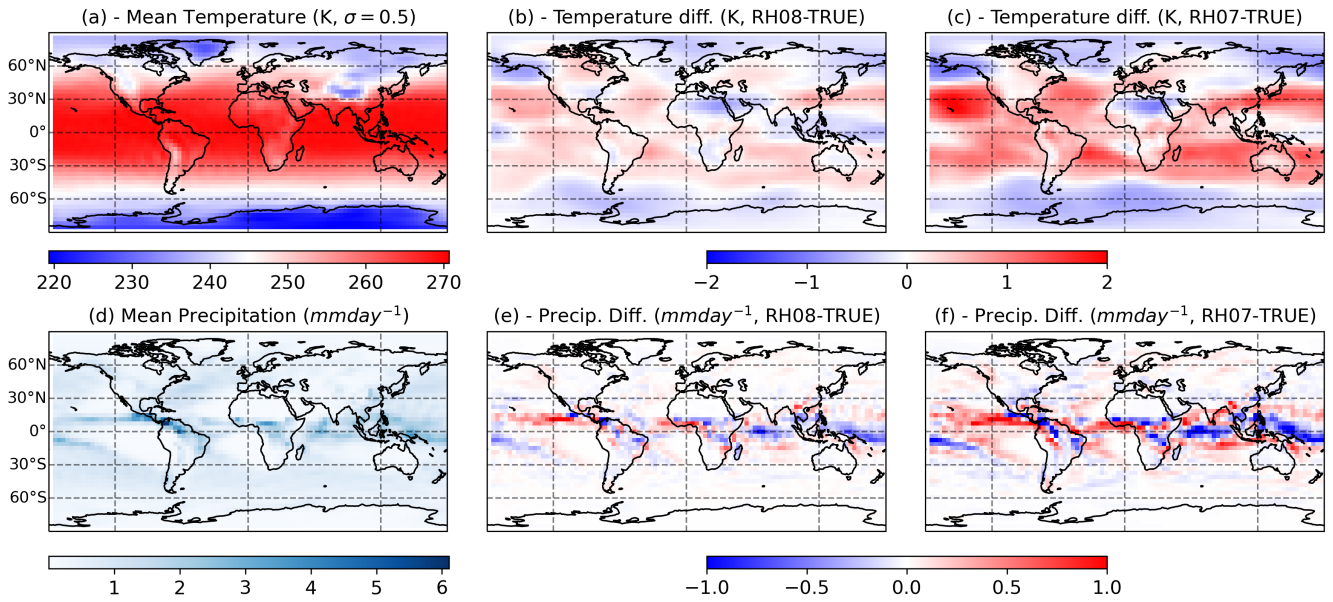 (a) - Mean Temperature (K, σ = 0.5)
(b) - Temperature diff. (K, RH08-TRUE)
(c) - Temperature diff. (K, RH07-TRUE)
60°N
30°N
0°
30°S
60°S
220 230 240 250 260 270
−2 −1 0 1 2
(d) Mean Precipitation (mmday⁻¹)
(e) - Precip. Diff. (mmday⁻¹, RH08-TRUE)
(f) - Precip. Diff. (mmday⁻¹, RH07-TRUE)
60°N
30°N
0°
30°S
60°S
1 2 3 4 5 6
−1.0 −0.5 0.0 0.5 1.0